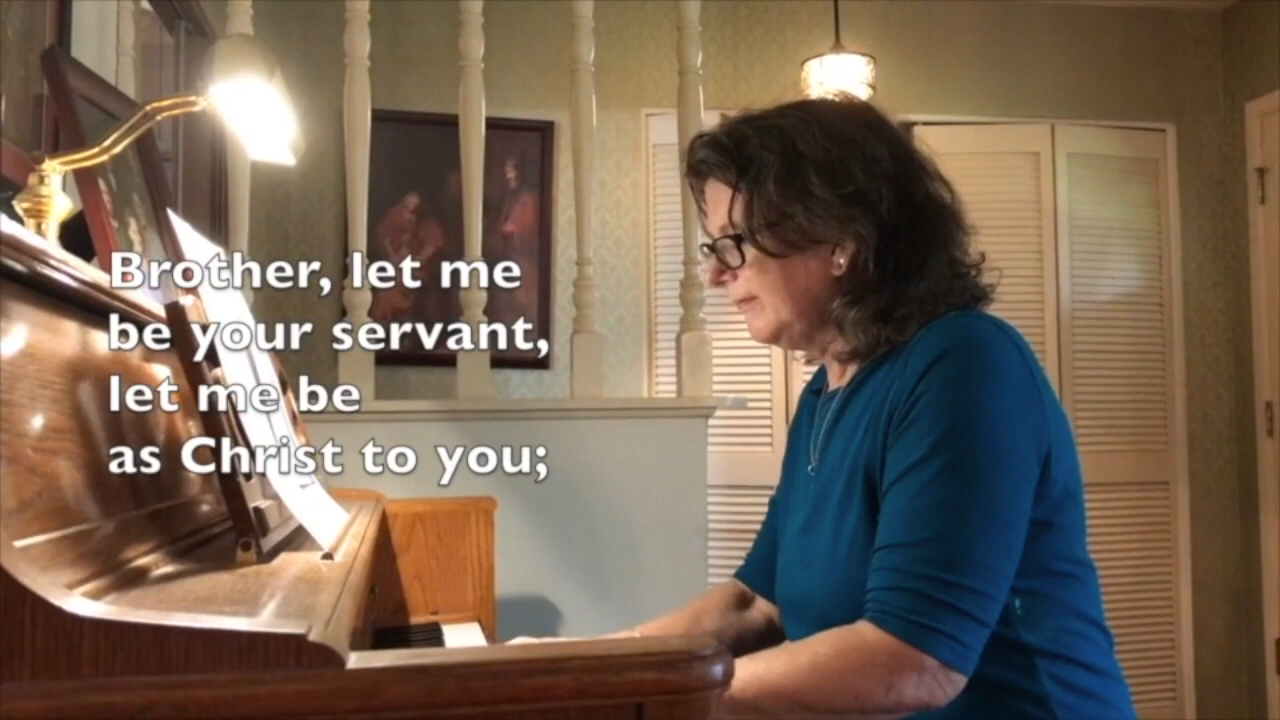 Brother, let me
be your servant,
let me be
as Christ to you;